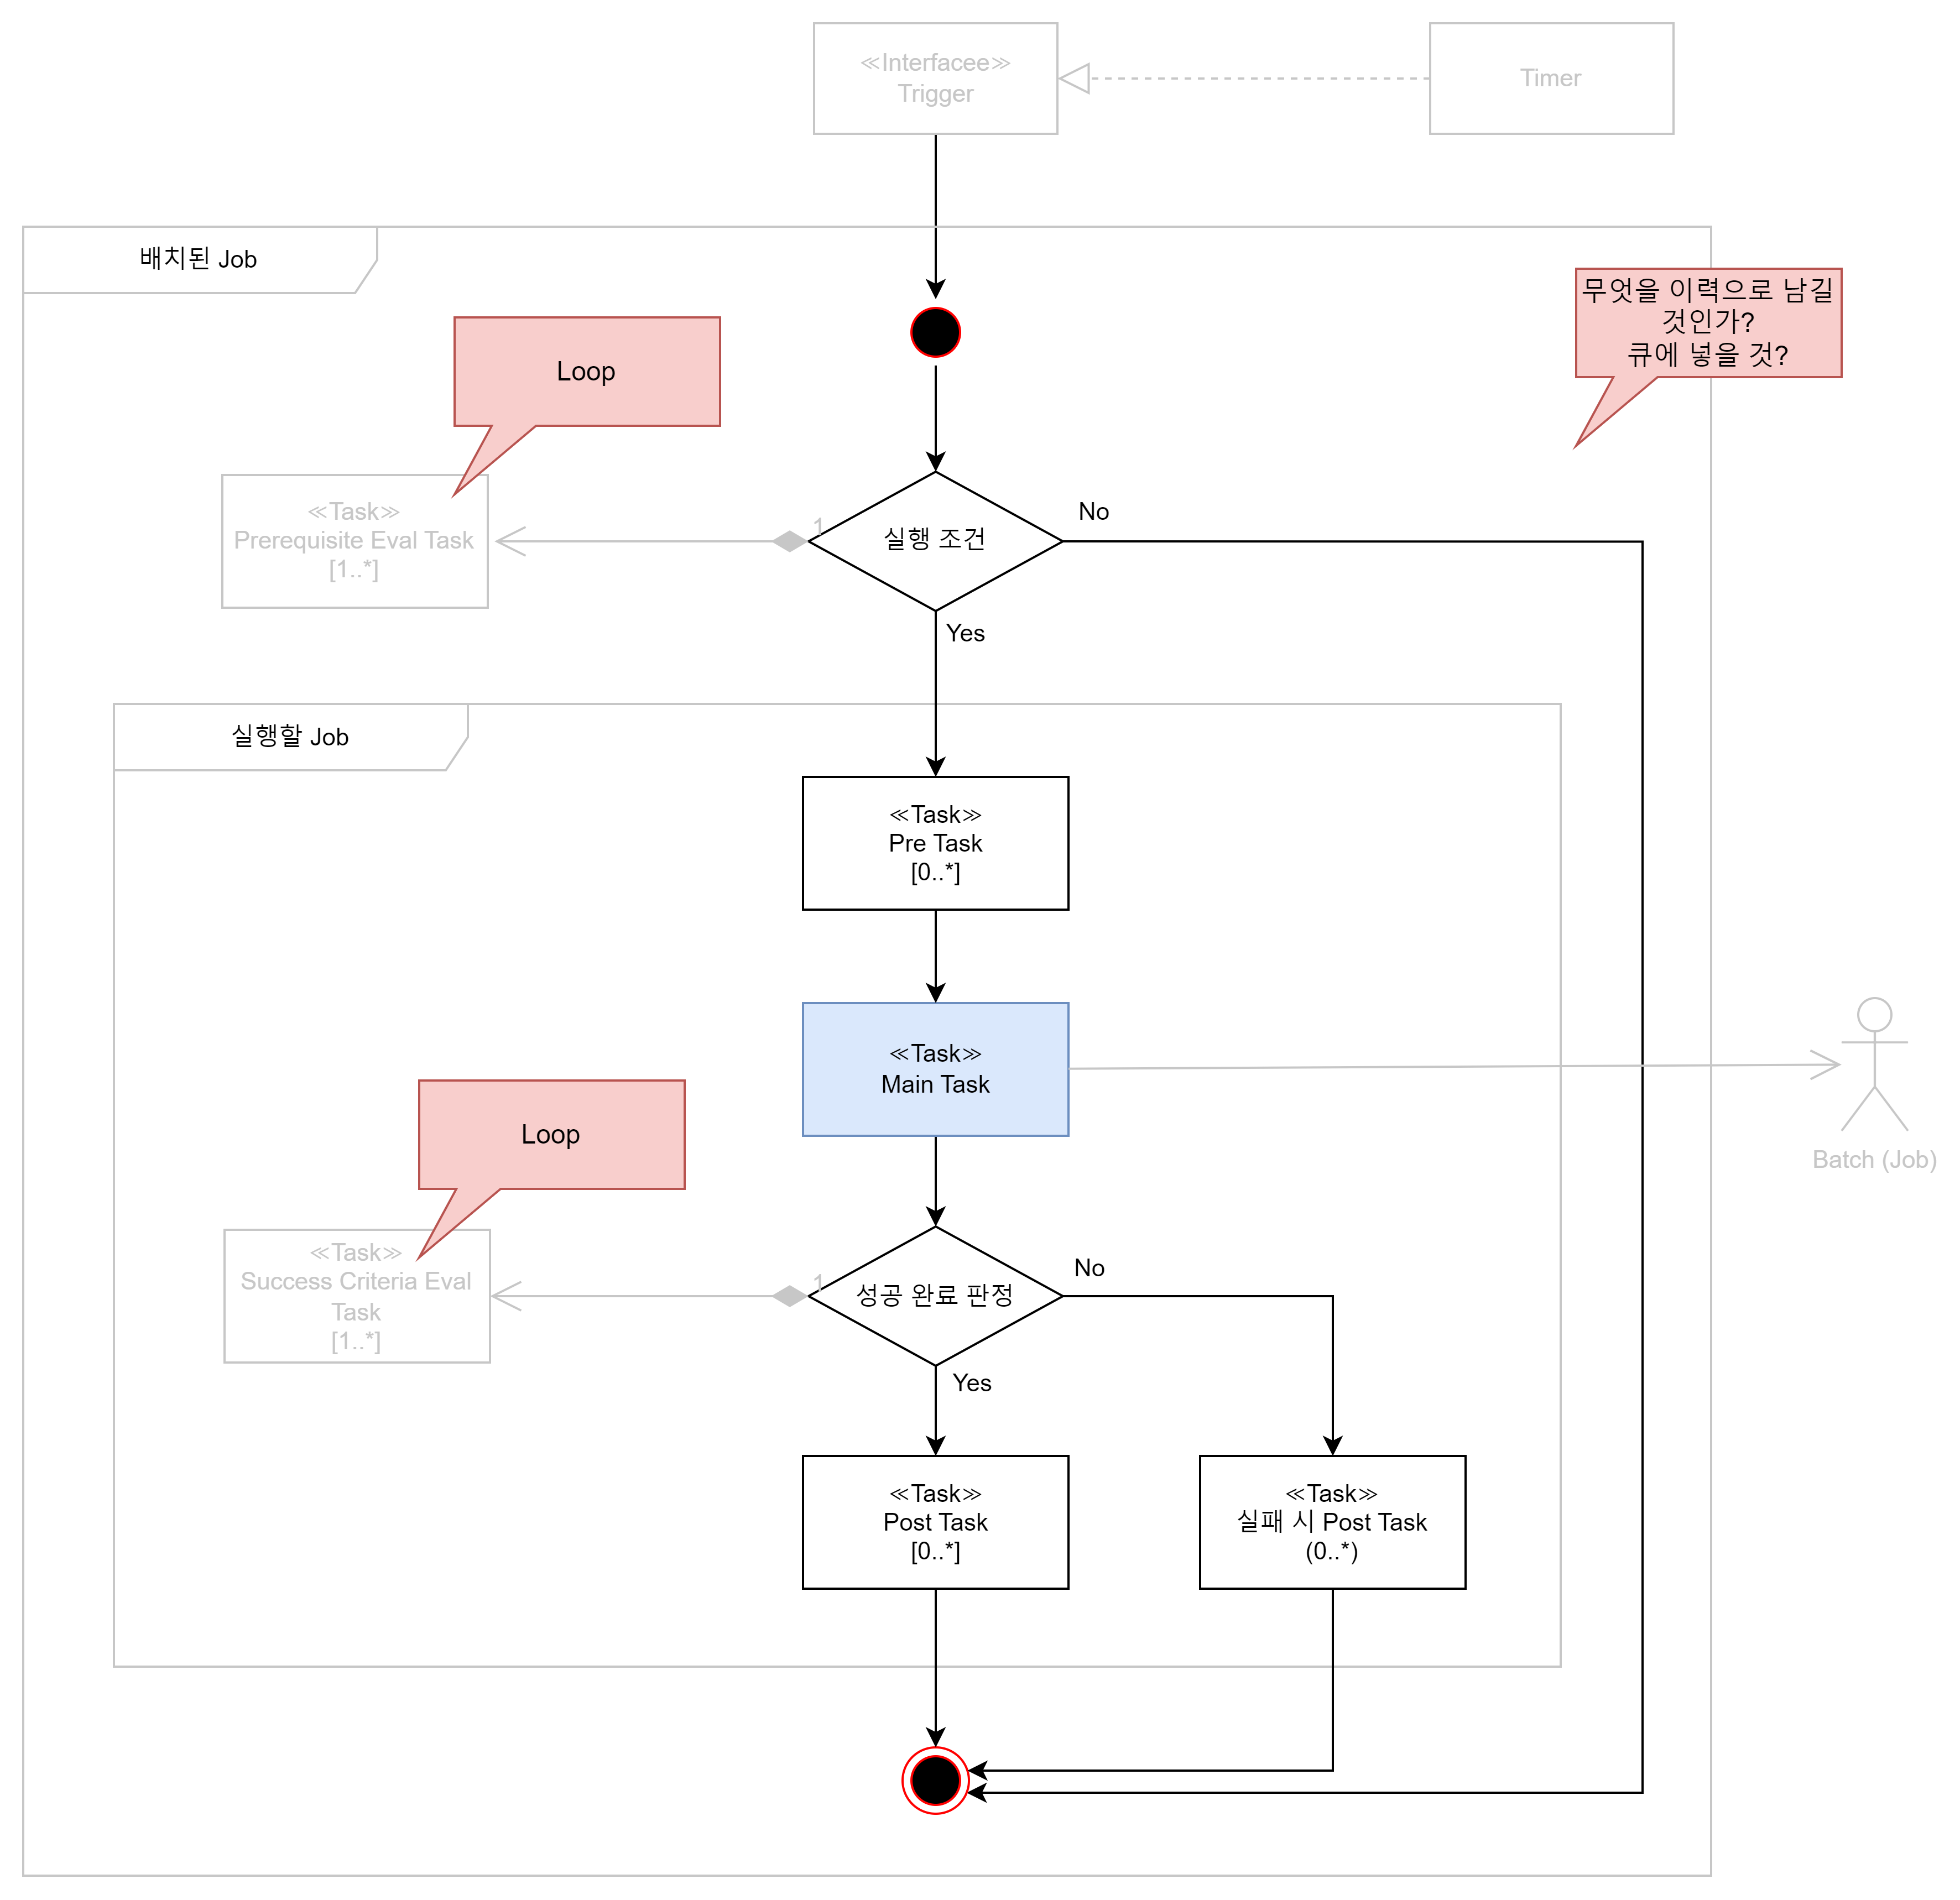 ≪Interfacee≫
Trigger
Timer
배치된 Job
무엇을 이력으로 남길
것인가?
큐에 넣을 것?
Loop
≪Task≫
Prerequisite Eval Task
[1..*]
1
실행 조건
No
Yes
실행할 Job
≪Task≫
Pre Task
[0..*]
≪Task≫
Main Task
Batch (Job)
Loop
≪Task≫
Success Criteria Eval
Task
[1..*]
1
성공 완료 판정
No
Yes
≪Task≫
Post Task
[0..*]
≪Task≫
실패 시 Post Task
(0..*)